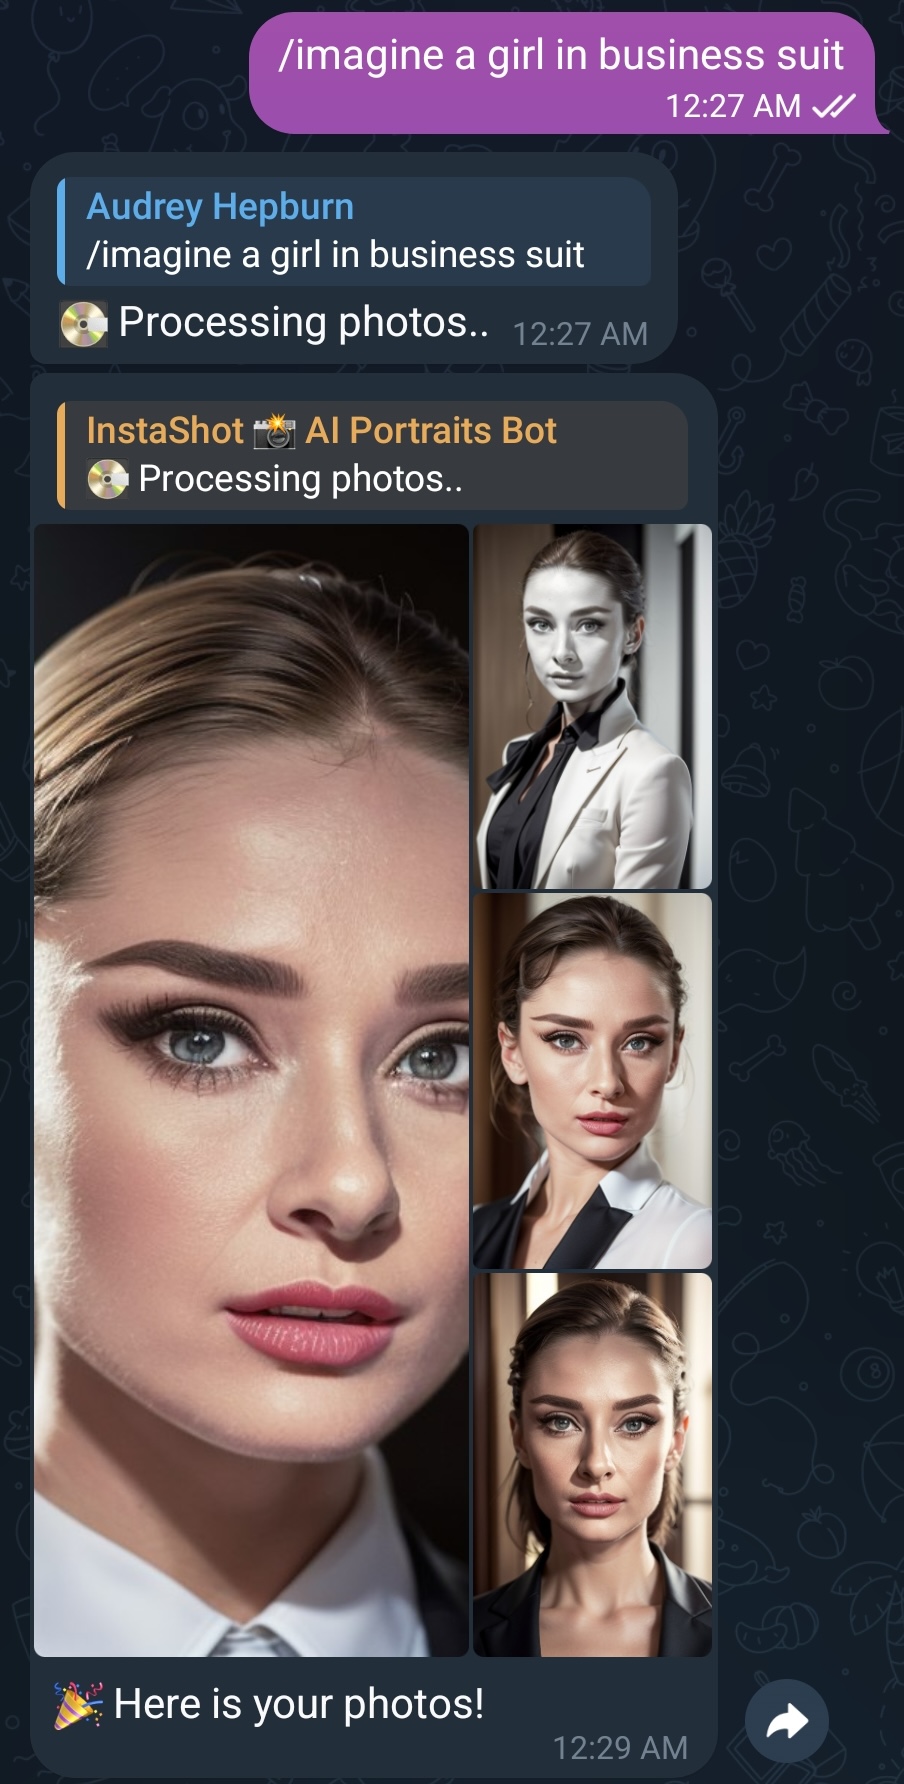 /imagine a girl in business suit
12:27 AM
Audrey Hepburn
/imagine a girl in business suit
Processing photos.. 12:27 AM
InstaShot 📸 AI Portraits Bot
Processing photos..
Here is your photos!
12:29 AM